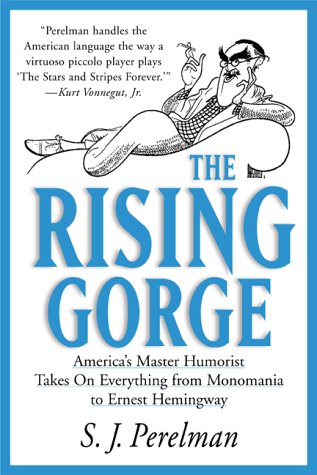 “Perelman handles the
American language the way a
virtuoso piccolo player plays
‘The Stars and Stripes Forever.’”
—Kurt Vonnegut, Jr.
THE
RISING
GORGE
America’s Master Humorist
Takes On Everything from Monomania
to Ernest Hemingway
S. J. Perelman